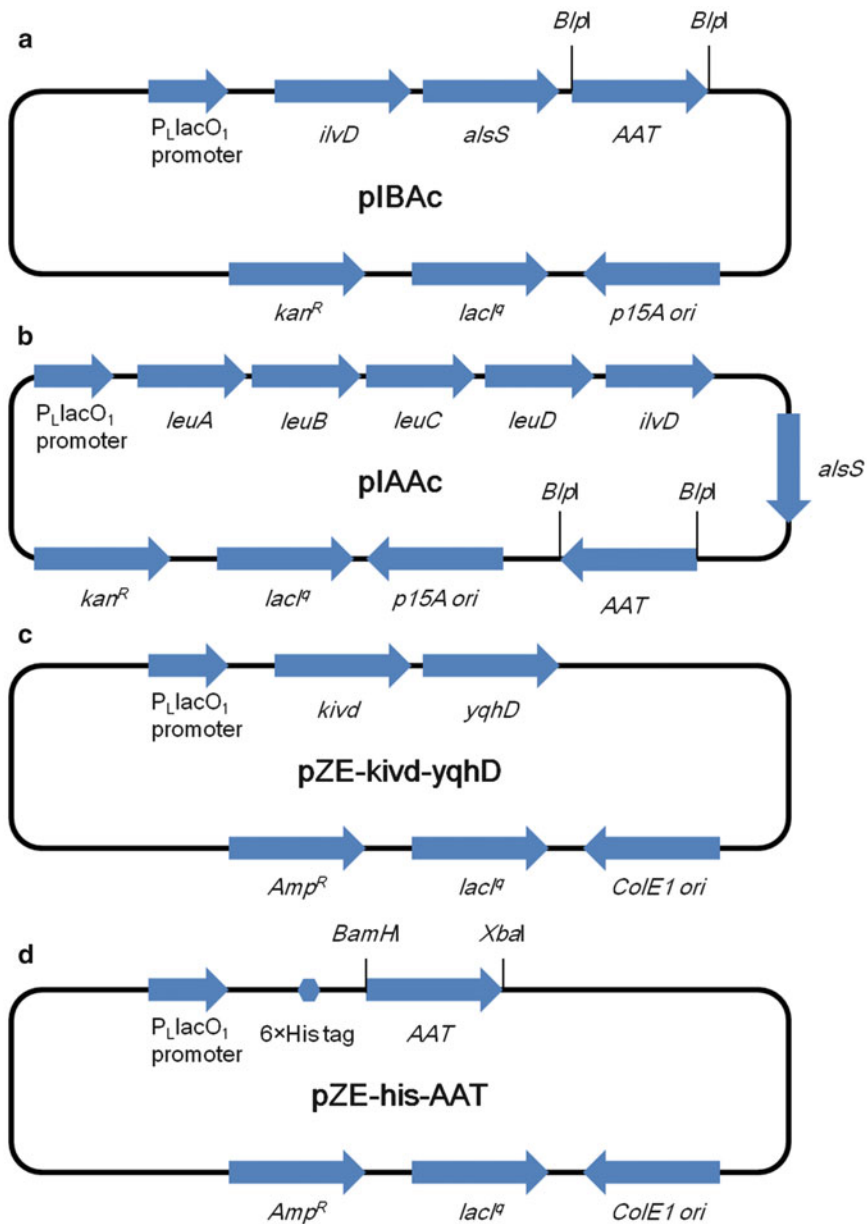 a
BlpI BlpI
PLlacO1
promoter
ilvD alsS AAT
pIBAc
kanR lacIq p15A ori
b
PLlacO1
promoter
leuA leuB leuC leuD ilvD
alsS
pIAAc
BlpI BlpI
kanR lacIq p15A ori AAT
c
PLlacO1
promoter
kivd yqhD
pZE-kivd-yqhD
AmpR lacIq ColE1 ori
d
BamHI XbaI
PLlacO1
promoter
6×His tag AAT
pZE-his-AAT
AmpR lacIq ColE1 ori